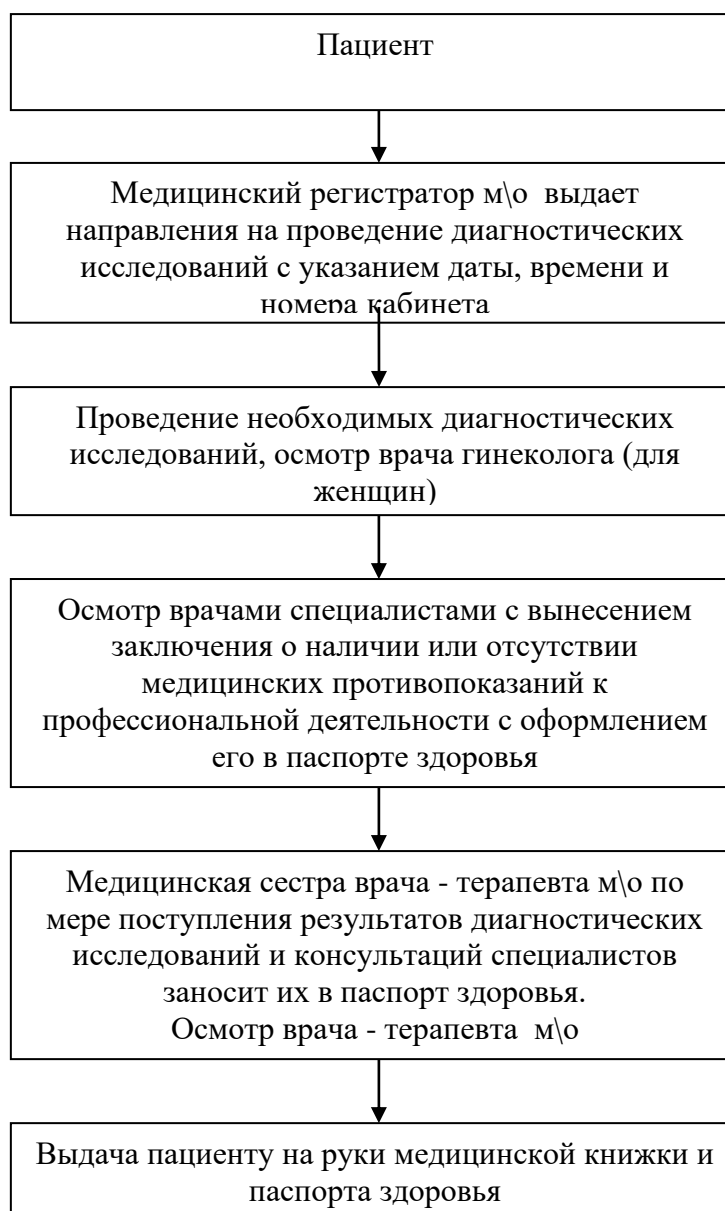 Пациент
Медицинский регистратор м\о выдает
направления на проведение диагностических
исследований с указанием даты, времени и
номера кабинета
Проведение необходимых диагностических
исследований, осмотр врача гинеколога (для
женщин)
Осмотр врачами специалистами с вынесением
заключения о наличии или отсутствии
медицинских противопоказаний к
профессиональной деятельности с оформлением
его в паспорте здоровья
Медицинская сестра врача - терапевта м\о по
мере поступления результатов диагностических
исследований и консультаций специалистов
заносит их в паспорт здоровья.
Осмотр врача - терапевта м\о
Выдача пациенту на руки медицинской книжки и
паспорта здоровья